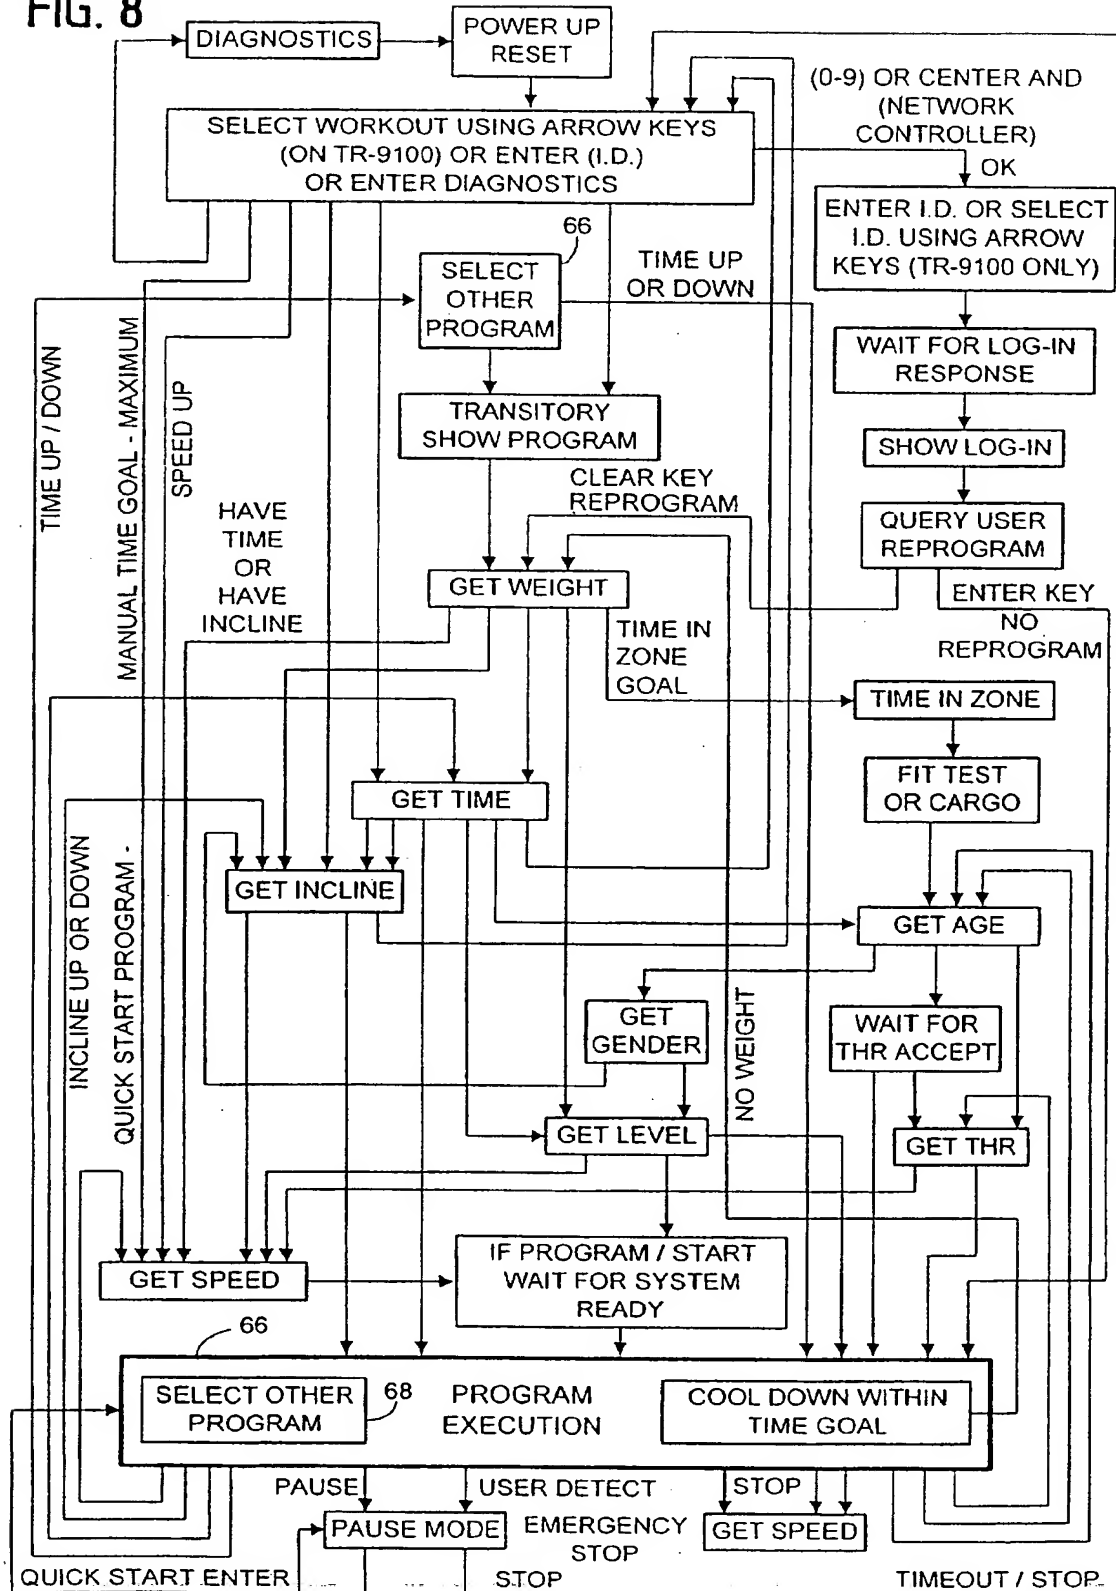 FIG. 8
DIAGNOSTICS
POWER UP
RESET
(0-9) OR CENTER AND
(NETWORK
CONTROLLER)
OK
SELECT WORKOUT USING ARROW KEYS
(ON TR-9100) OR ENTER (I.D.)
OR ENTER DIAGNOSTICS
ENTER I.D. OR SELECT
I.D. USING ARROW
KEYS (TR-9100 ONLY)
66
SELECT
OTHER
PROGRAM
TIME UP
OR DOWN
WAIT FOR LOG-IN
RESPONSE
TIME UP / DOWN
MANUAL TIME GOAL - MAXIMUM
SPEED UP
TRANSITORY
SHOW PROGRAM
SHOW LOG-IN
CLEAR KEY
REPROGRAM
QUERY USER
REPROGRAM
HAVE
TIME
OR
HAVE
INCLINE
GET WEIGHT
ENTER KEY
NO
REPROGRAM
TIME IN
ZONE
GOAL
TIME IN ZONE
FIT TEST
OR CARGO
GET TIME
INCLINE UP OR DOWN
QUICK START PROGRAM -
GET INCLINE
GET AGE
GET
GENDER
NO WEIGHT
WAIT FOR
THR ACCEPT
GET LEVEL
GET THR
GET SPEED
IF PROGRAM / START
WAIT FOR SYSTEM
READY
66
SELECT OTHER
PROGRAM
68
PROGRAM
EXECUTION
COOL DOWN WITHIN
TIME GOAL
PAUSE
USER DETECT
STOP
PAUSE MODE
EMERGENCY
STOP
GET SPEED
QUICK START ENTER
STOP
TIMEOUT / STOP